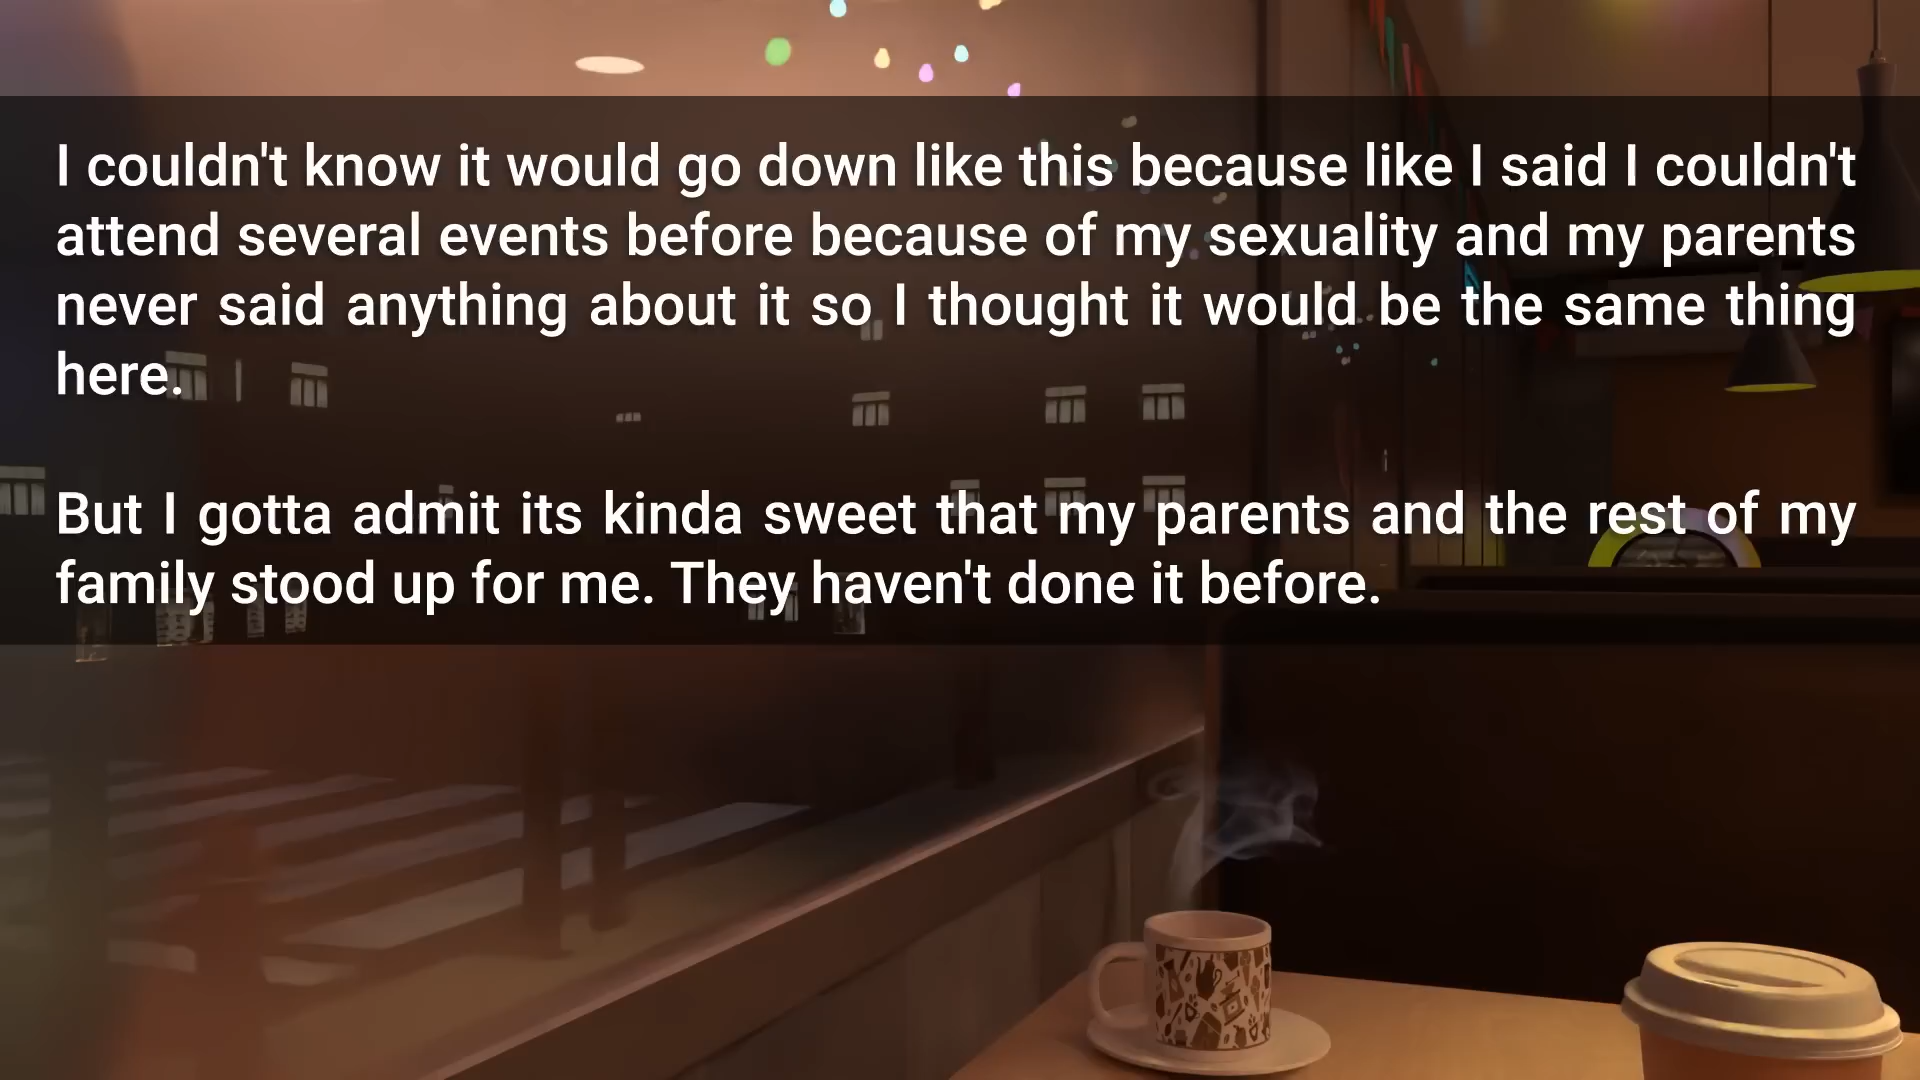 I couldn't know it would go down like this because like I said I couldn't
attend several events before because of my sexuality and my parents
never said anything about it so I thought it would be the same thing
here.
But I gotta admit its kinda sweet that my parents and the rest of my
family stood up for me. They haven't done it before.